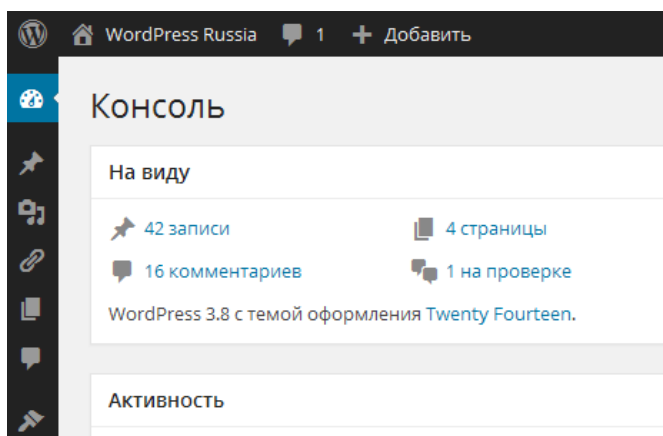 WordPress Russia 1 Добавить
Консоль
На виду
42 записи 4 страницы
16 комментариев 1 на проверке
WordPress 3.8 с темой оформления Twenty Fourteen.
Активность